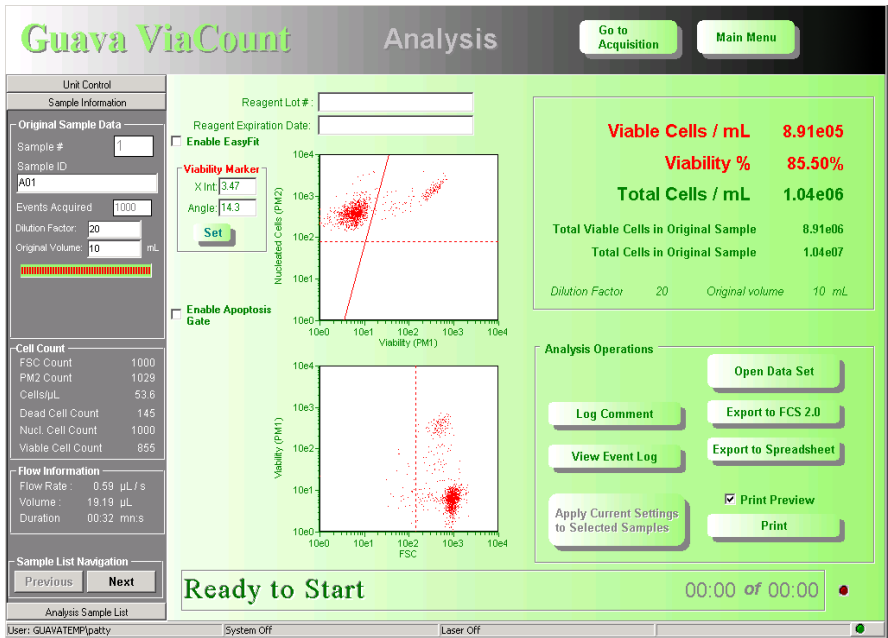 Guava ViaCount
Analysis
Go to
Acquisition
Main Menu
Unit Control
Sample Information
Original Sample Data
Sample # 1
Sample ID
A01
Events Acquired 1000
Dilution Factor: 20
Original Volume: 10 mL
Cell Count
FSC Count 1000
PM2 Count 1029
Cells/µL 53.6
Dead Cell Count 145
Nucl. Cell Count 1000
Viable Cell Count 855
Flow Information
Flow Rate : 0.59 µL / s
Volume : 19.19 µL
Duration 00:32 mn:s
Sample List Navigation
Previous Next
Analysis Sample List
Reagent Lot # :
Reagent Expiration Date:
Enable EasyFit
Viability Marker
X Int: 3.47
Angle: 14.3
Set
Enable Apoptosis
Gate
Nucleated Cells (PM2)
10e4
10e3
10e2
10e1
10e0
10e0 10e1 10e2 10e3 10e4
Viability (PM1)
Viability (PM1)
10e4
10e2
10e1
10e0
10e0 10e1 10e2 10e3 10e4
FSC
Viable Cells / mL 8.91e05
Viability % 85.50%
Total Cells / mL 1.04e06
Total Viable Cells in Original Sample 8.91e06
Total Cells in Original Sample 1.04e07
Dilution Factor 20 Original volume 10 mL
Analysis Operations
Open Data Set
Log Comment
Export to FCS 2.0
View Event Log
Export to Spreadsheet
Apply Current Settings
to Selected Samples
Print Preview
Print
Ready to Start
00:00 of 00:00
User: GUAVATEMP\patty
System Off
Laser Off